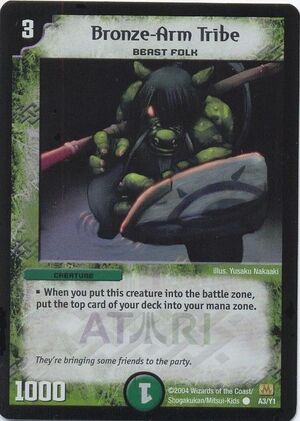 3
Bronze-Arm Tribe
BEAST FOLK
illus. Yusaku Nakaaki
CREATURE
▪ When you put this creature into the battle zone,
put the top card of your deck into your mana zone.
ATARI
They're bringing some friends to the party.
1000
1
©2004 Wizards of the Coast/
Shogakukan/Mitsui-Kids
A3/Y1